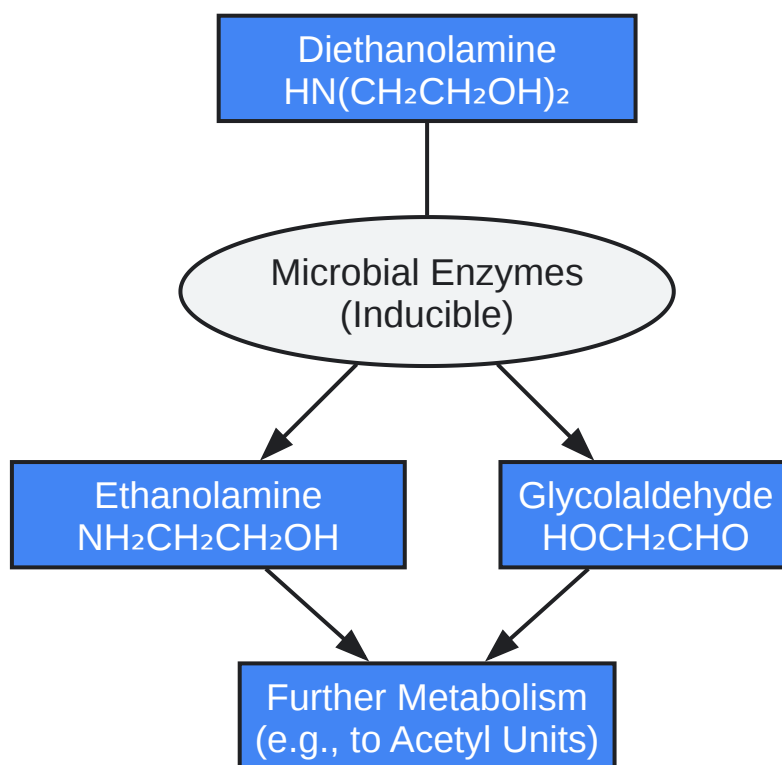 Diethanolamine
HN(CH₂CH₂OH)₂
Microbial Enzymes
(Inducible)
Ethanolamine
NH₂CH₂CH₂OH
Glycolaldehyde
HOCH₂CHO
Further Metabolism
(e.g., to Acetyl Units)